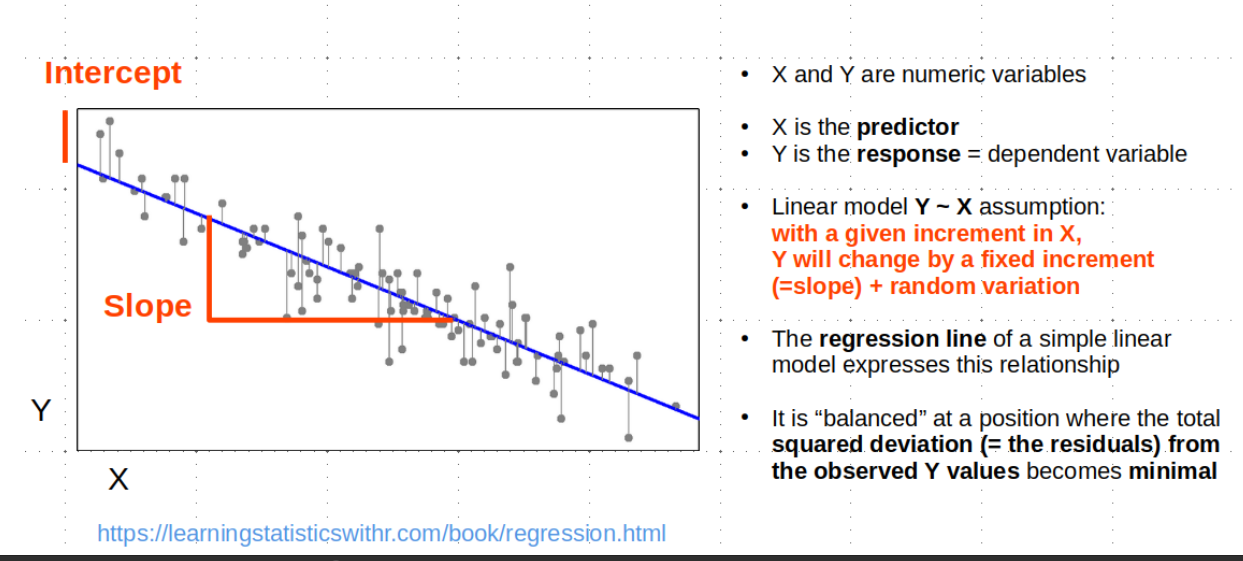 Intercept
Slope
Y
X
https://learningstatisticswithr.com/book/regression.html
• X and Y are numeric variables
• X is the predictor
• Y is the response = dependent variable
• Linear model Y ~ X assumption:
with a given increment in X,
Y will change by a fixed increment
(=slope) + random variation
• The regression line of a simple linear
model expresses this relationship
• It is “balanced” at a position where the total
squared deviation (= the residuals) from
the observed Y values becomes minimal